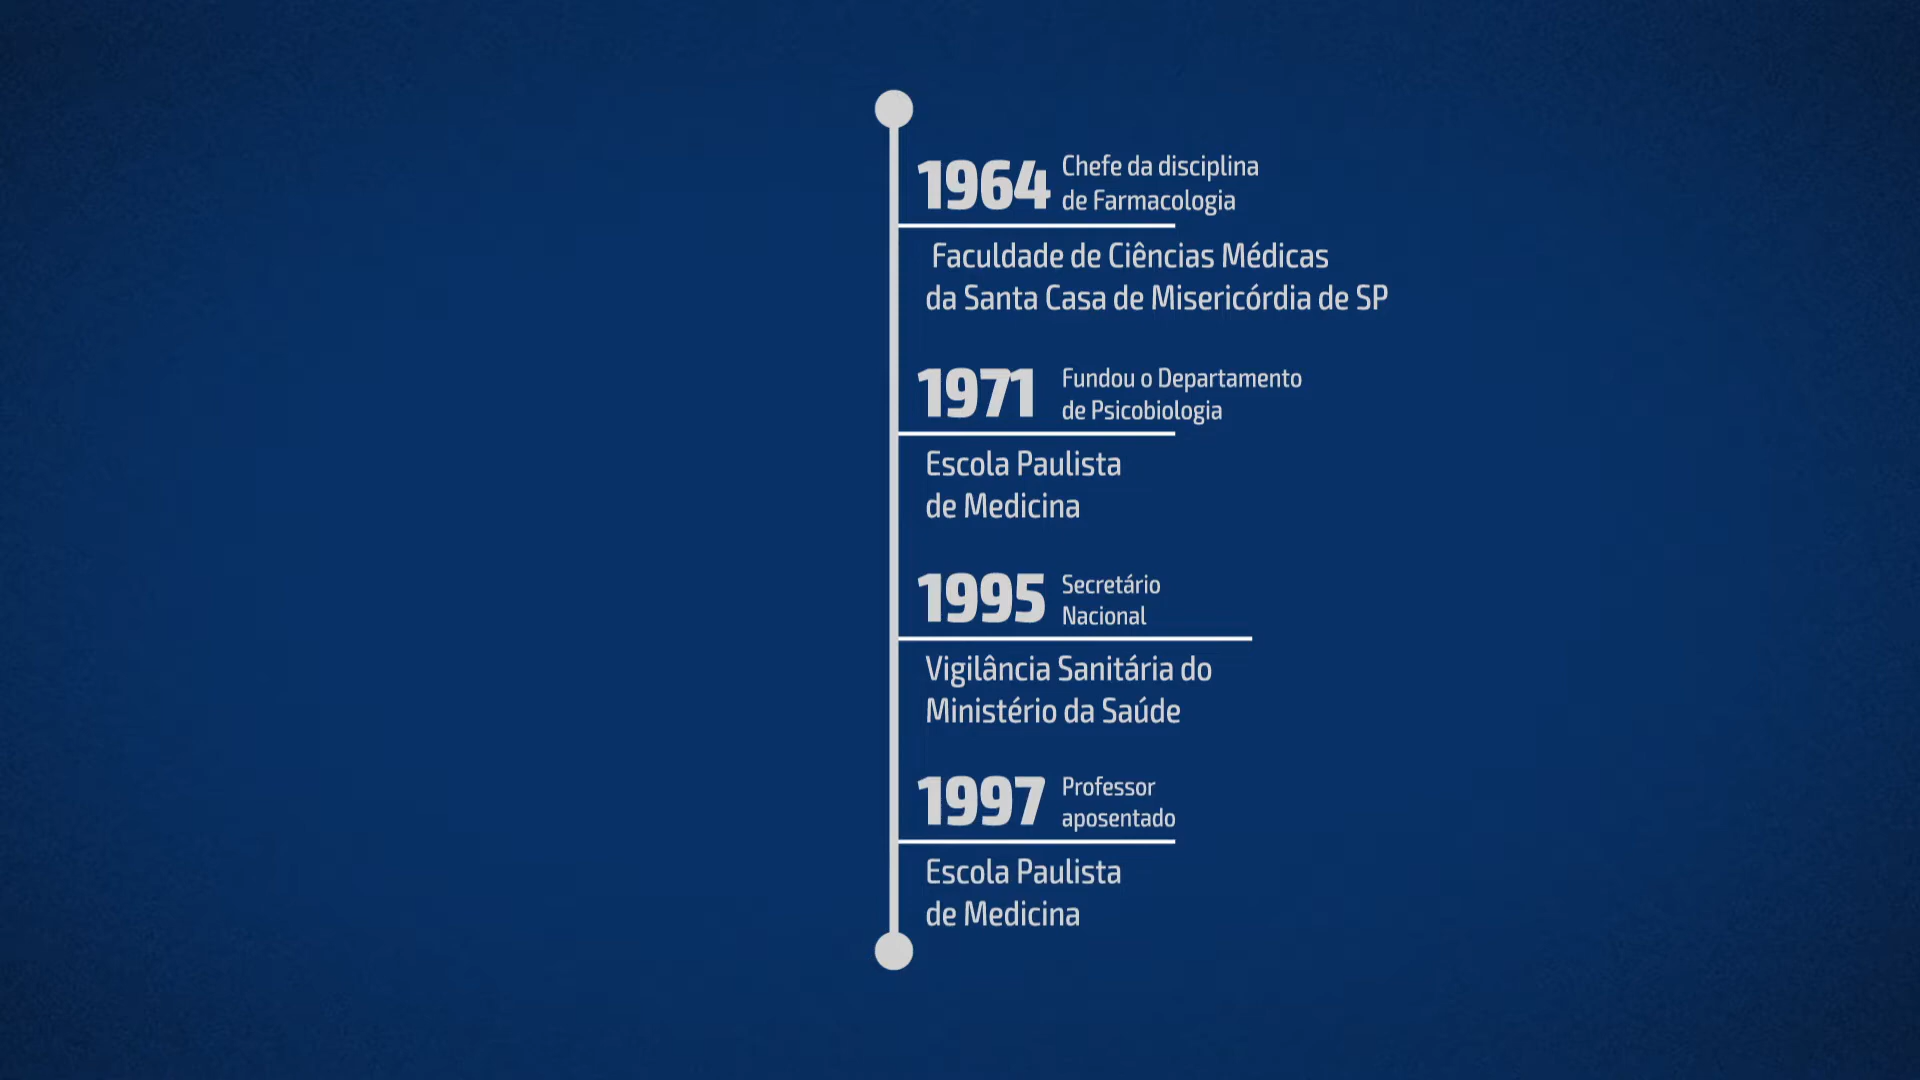 1964 Chefe da disciplina
de Farmacologia
Faculdade de Ciências Médicas
da Santa Casa de Misericórdia de SP
1971 Fundou o Departamento
de Psicobiologia
Escola Paulista
de Medicina
1995 Secretário
Nacional
Vigilância Sanitária do
Ministério da Saúde
1997 Professor
aposentado
Escola Paulista
de Medicina